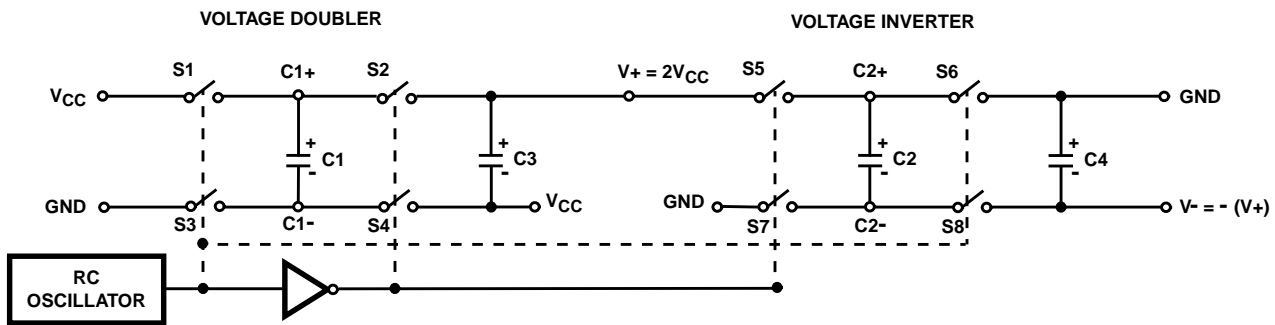 VOLTAGE DOUBLER
VOLTAGE INVERTER
S1 C1+ S2 V+ = 2VCC S5 C2+ S6
VCC GND
+ + + +
C1 C3 C2 C4
- - - -
GND VCC GND V- = - (V+)
S3 C1- S4 S7 C2- S8
RC
OSCILLATOR